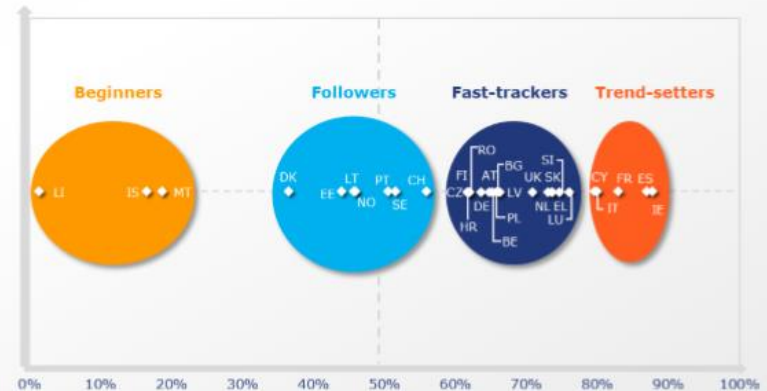 Beginners Followers Fast-trackers Trend-setters
RO
SI
BG
DK LT PT CH FI AT UK SK CY FR ES
LI IS MT EE CZ LV
NO SE DE NL EL IT IE
HR PL LU
BE
0% 10% 20% 30% 40% 50% 60% 70% 80% 90% 100%